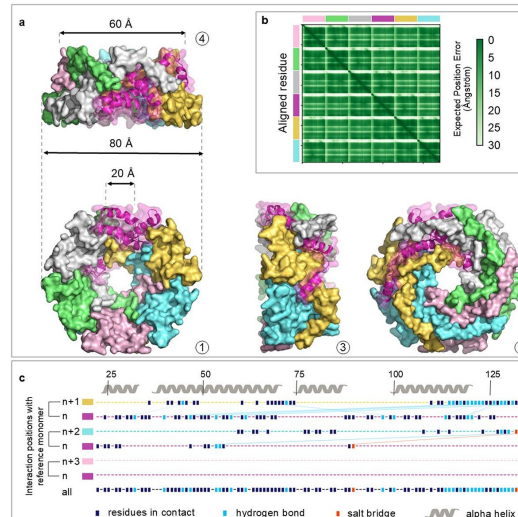 a
60 Å
4
80 Å
20 Å
1
3
b
Aligned residue
Expected Position Error
(Ångström)
0
5
10
15
20
25
30
c
25
50
75
100
125
Interaction positions with
reference monomer
n+1
n
n+2
n
n+3
n
all
residues in contact
hydrogen bond
salt bridge
alpha helix